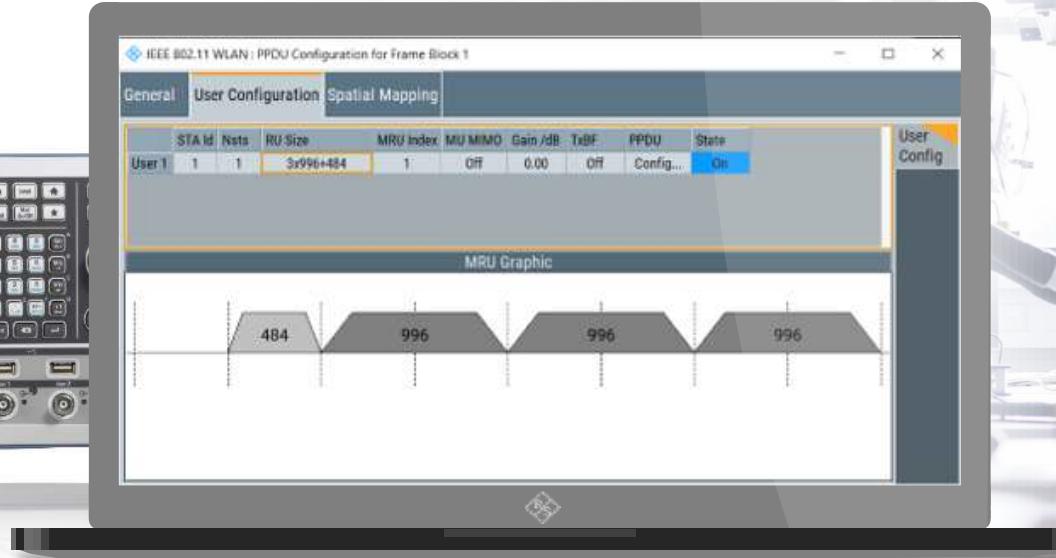 IEEE 802.11 WLAN : PPDU Configuration for Frame Block 1
General User Configuration Spatial Mapping
User Config
STA Id Nsts RU Size MRU Index MU MIMO Gain /dB TxBF PPDU State
User 1 1 1 3x996+484 1 Off 0.00 Off Config... On
MRU Graphic
484 996 996 996